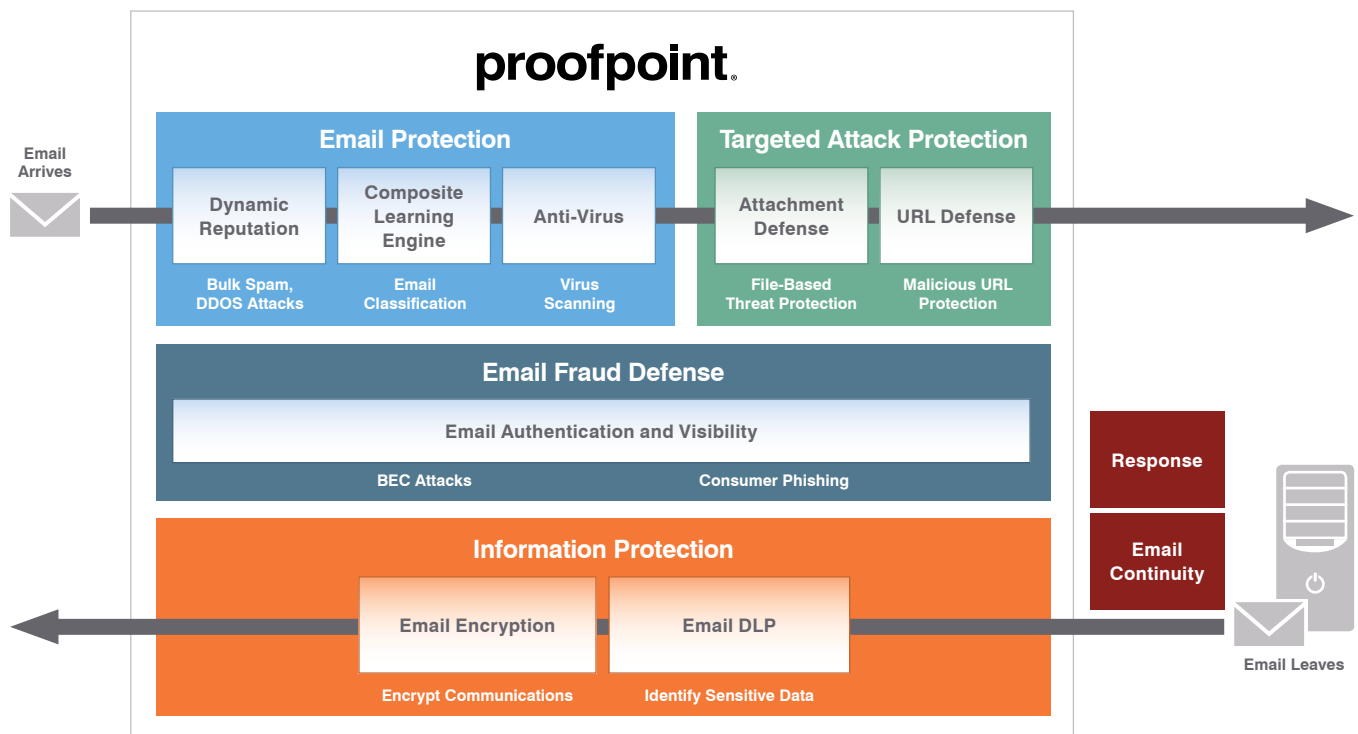 proofpoint®
Email Protection
Targeted Attack Protection
Email
Arrives
Dynamic
Reputation
Composite
Learning
Engine
Anti-Virus
Attachment
Defense
URL Defense
Bulk Spam,
DDOS Attacks
Email
Classification
Virus
Scanning
File-Based
Threat Protection
Malicious URL
Protection
Email Fraud Defense
Email Authentication and Visibility
BEC Attacks
Consumer Phishing
Response
Email
Continuity
Information Protection
Email Encryption
Email DLP
Encrypt Communications
Identify Sensitive Data
Email Leaves